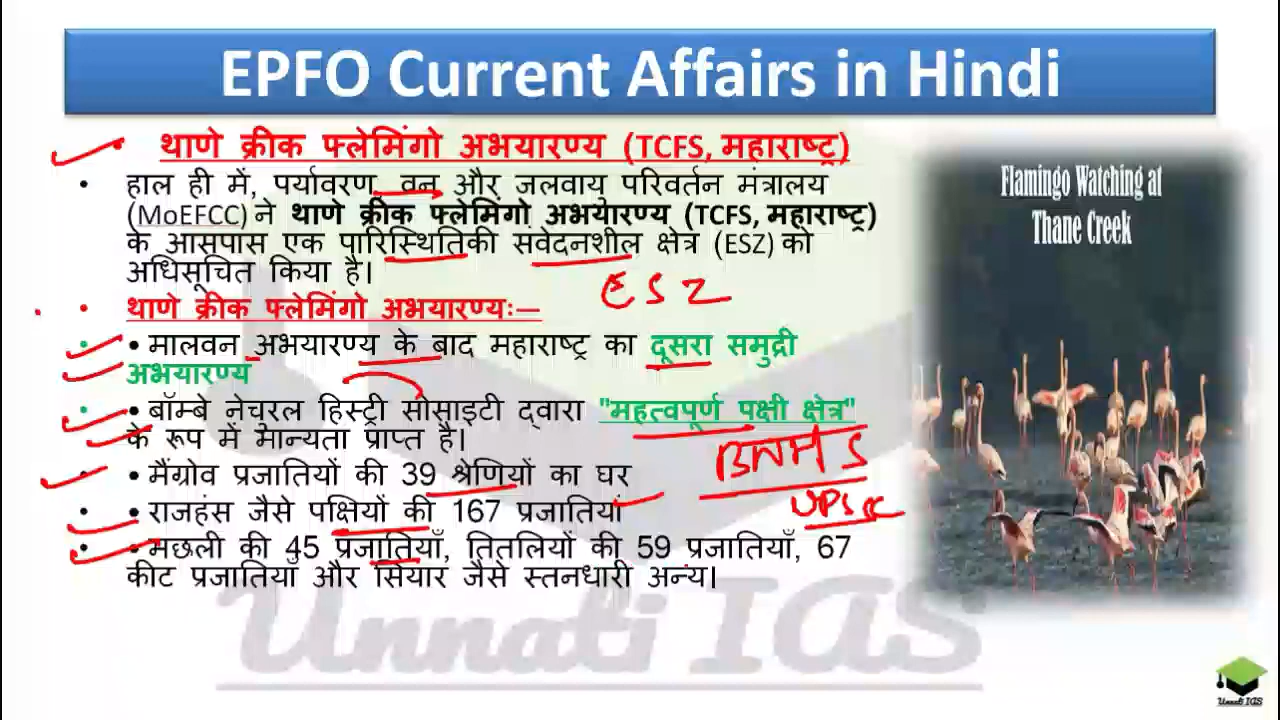 EPFO Current Affairs in Hindi
थाणे क्रीक फ्लेमिंगो अभयारण्य (TCFS, महाराष्ट्र)
Flamingo Watching at
Thane Creek
• हाल ही में, पर्यावरण, वन और जलवायु परिवर्तन मंत्रालय
(MoEFCC) ने थाणे क्रीक फ्लेमिंगो अभयारण्य (TCFS, महाराष्ट्र)
के आसपास एक पारिस्थितिकी संवेदनशील क्षेत्र (ESZ) को
अधिसूचित किया है।
ESZ
• थाणे क्रीक फ्लेमिंगो अभयारण्यः—
• • मालवन अभयारण्य के बाद महाराष्ट्र का दूसरा समुद्री
अभयारण्य
• • बॉम्बे नेचुरल हिस्ट्री सोसाइटी द्वारा "महत्वपूर्ण पक्षी क्षेत्र"
के रूप में मान्यता प्राप्त है।
BNHS
• • मैंग्रोव प्रजातियों की 39 श्रेणियों का घर
UPSC
• • राजहंस जैसे पक्षियों की 167 प्रजातियां
• • मछली की 45 प्रजातियाँ, तितलियों की 59 प्रजातियाँ, 67
कीट प्रजातियाँ और सियार जैसे स्तनधारी अन्य।
Unnati IAS
Unnati IAS